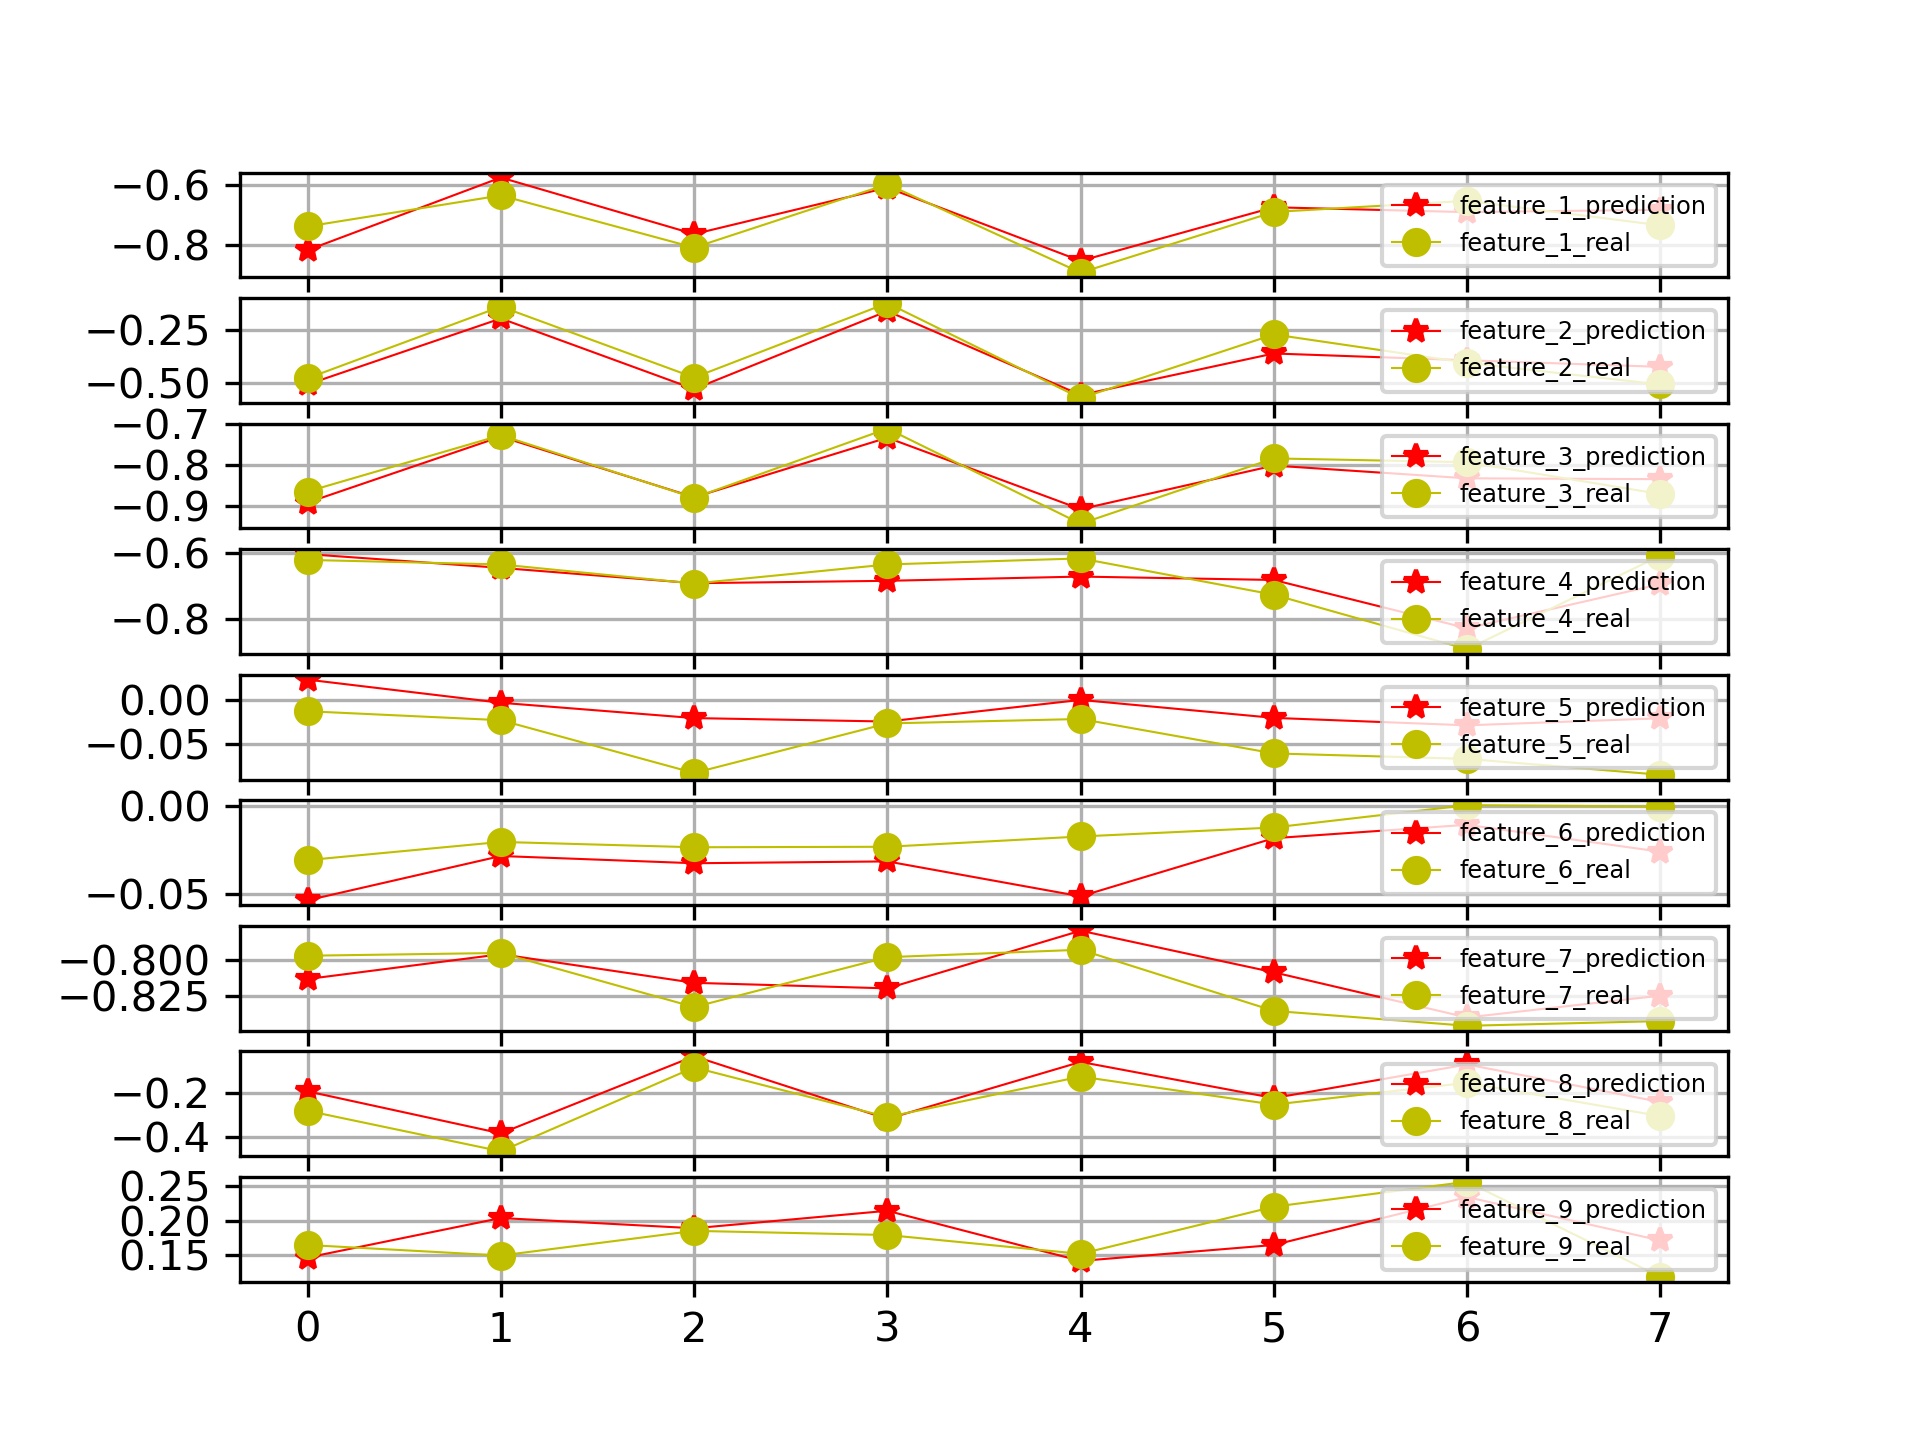 −0.6
−0.8
feature_1_prediction
feature_1_real
−0.25
−0.50
feature_2_prediction
feature_2_real
−0.7
−0.8
−0.9
feature_3_prediction
feature_3_real
−0.6
−0.8
feature_4_prediction
feature_4_real
0.00
−0.05
feature_5_prediction
feature_5_real
0.00
−0.05
feature_6_prediction
feature_6_real
−0.800
−0.825
feature_7_prediction
feature_7_real
−0.2
−0.4
feature_8_prediction
feature_8_real
0.25
0.20
0.15
feature_9_prediction
feature_9_real
0 1 2 3 4 5 6 7